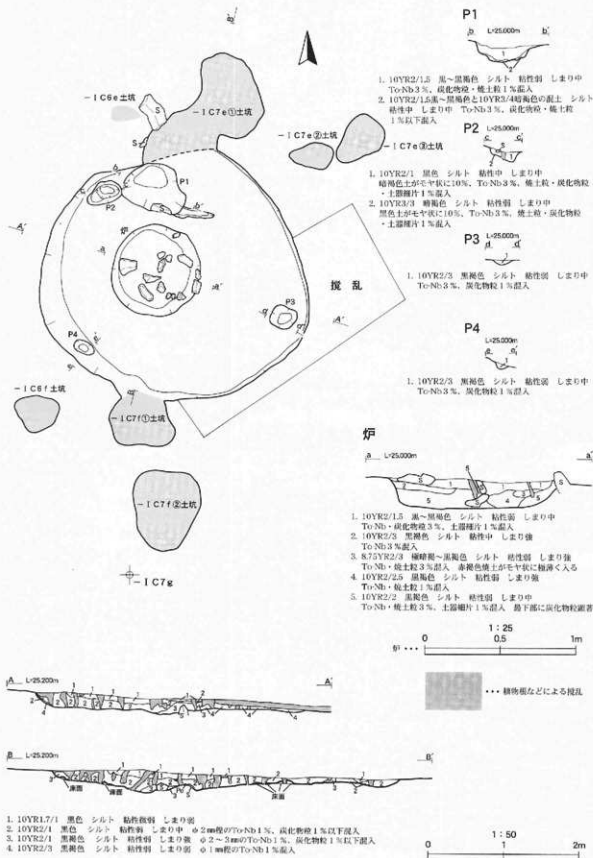 P1
b L=25.000m b'
1
2
1. 10YR2/1.5 黒~黒褐色 シルト 粘性弱 しまり中
To-Nb 3%、炭化物粒・焼土粒1%混入
2. 10YR2/1.5黒~黒褐色と10YR3/4暗褐色の混土 シルト
粘性中 しまり中 To-Nb 3%、炭化物粒・焼土粒
1%以下混入
P2
c L=25.000m c'
1. 10YR2/1 黒色 シルト 粘性中 しまり中
暗褐色土がモヤ状に10%、To-Nb 3%、焼土粒・炭化物粒
・土器細片1%混入
2. 10YR3/3 暗褐色 シルト 粘性弱 しまり中
黒色土がモヤ状に10%、To-Nb 3%、焼土粒・炭化物粒
・土器細片1%混入
P3
L=25.000m
d d'
1
1. 10YR2/3 黒褐色 シルト 粘性弱 しまり中
To-Nb 3%、炭化物粒1%混入
P4
L=25.000m
e e'
1
1. 10YR2/3 黒褐色 シルト 粘性弱 しまり中
To-Nb 3%、炭化物粒1%混入
B'
-ⅠC6e土坑
-ⅠC7e①土坑
-ⅠC7e②土坑
-ⅠC7e③土坑
S
S
P1
P2
炉
P3
P4
A'
A'
撹乱
-ⅠC6f土坑
-ⅠC7f①土坑
-ⅠC7f②土坑
-ⅠC7g
炉
a L=25.000m a'
1. 10YR2/1.5 黒~黒褐色 シルト 粘性弱 しまり中
To-Nb・炭化物粒3%、土器細片1%混入
2. 10YR2/3 黒褐色 シルト 粘性中 しまり強
To-Nb 3%混入
3. 8.75YR2/3 極暗褐~黒褐色 シルト 粘性弱 しまり強
To-Nb・焼土粒3%混入 赤褐色焼土がモヤ状に極薄く入る
4. 10YR2/2.5 黒褐色 シルト 粘性弱 しまり強
To-Nb・焼土粒1%混入
5. 10YR2/2 黒褐色 シルト 粘性弱 しまり中
To-Nb・焼土粒3%、土器細片1%混入 最下部に炭化物粒顕著
1:25
炉… 0 0.5 1m
…植物根などによる撹乱
A L=25.200m A'
B L=25.200m B'
床面 床面 床面
1. 10YR1.7/1 黒色 シルト 粘性微弱 しまり弱
2. 10YR2/1 黒色 シルト 粘性弱 しまり中 φ2mm程のTo-Nb 1%、炭化物粒1%以下混入
3. 10YR2/1 黒褐色 シルト 粘性弱 しまり強 φ2~3mmのTo-Nb 1%、炭化物粒1%以下混入
4. 10YR2/3 黒褐色 シルト 粘性弱 しまり弱 φ1mm程のTo-Nb 1%混入
1:50
0 1 2m